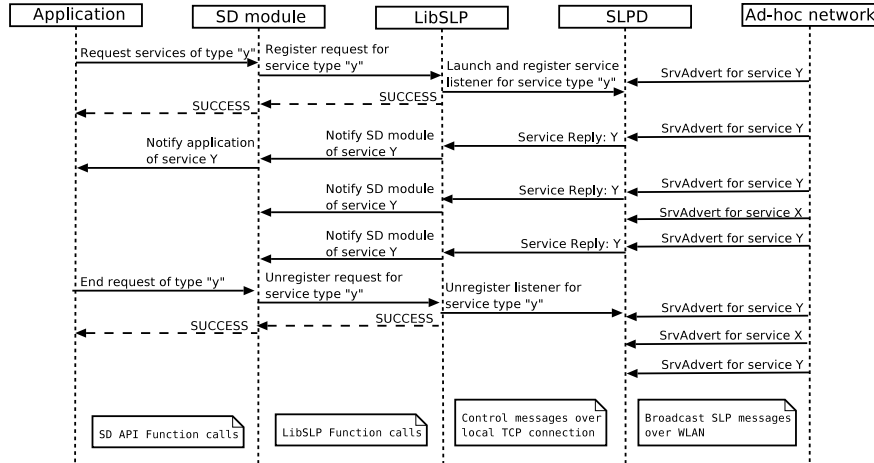 Application
SD module
LibSLP
SLPD
Ad-hoc network
Request services of type "y"
Register request for
service type "y"
Launch and register service
listener for service type "y"
SrvAdvert for service Y
SUCCESS
SUCCESS
SrvAdvert for service Y
Service Reply: Y
Notify SD module
of service Y
Notify application
of service Y
SrvAdvert for service Y
Service Reply: Y
Notify SD module
of service Y
SrvAdvert for service X
SrvAdvert for service Y
Service Reply: Y
Notify SD module
of service Y
End request of type "y"
Unregister request for
service type "y"
Unregister listener for
service type "y"
SrvAdvert for service Y
SUCCESS
SUCCESS
SrvAdvert for service X
SrvAdvert for service Y
SD API Function calls
LibSLP Function calls
Control messages over
local TCP connection
Broadcast SLP messages
over WLAN